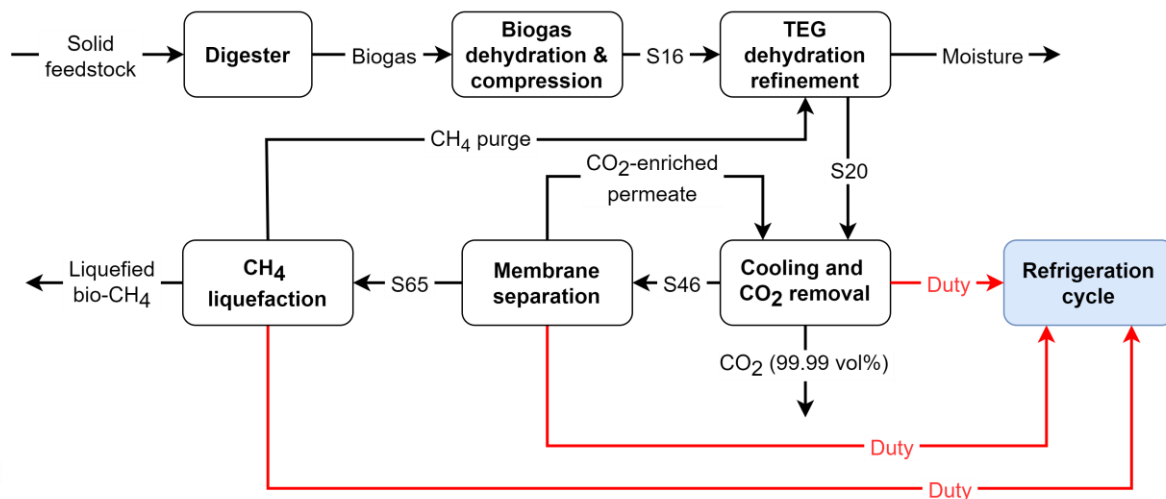 Solid
feedstock
Digester
Biogas
Biogas
dehydration &
compression
S16
TEG
dehydration
refinement
Moisture
CH4 purge
CO2-enriched
permeate
S20
Liquefied
bio-CH4
CH4
liquefaction
S65
Membrane
separation
S46
Cooling and
CO2 removal
Duty
Refrigeration
cycle
CO2 (99.99 vol%)
Duty
Duty